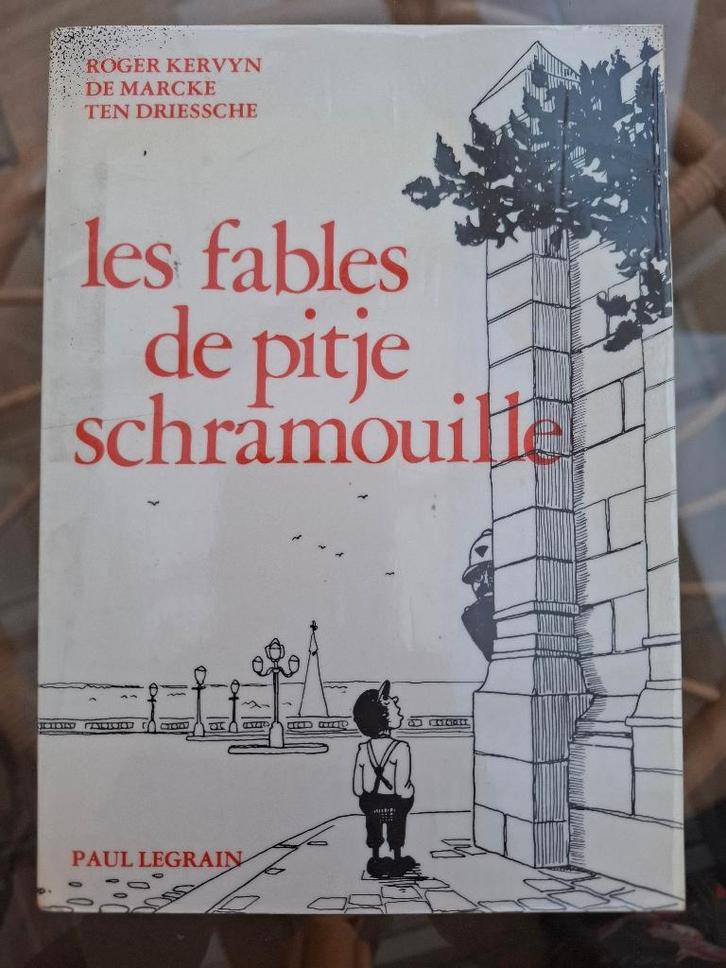 ROGER KERVYN
DE MARCKE
TEN DRIESSCHE
les fables
de pitje
schramouille
PAUL LEGRAIN